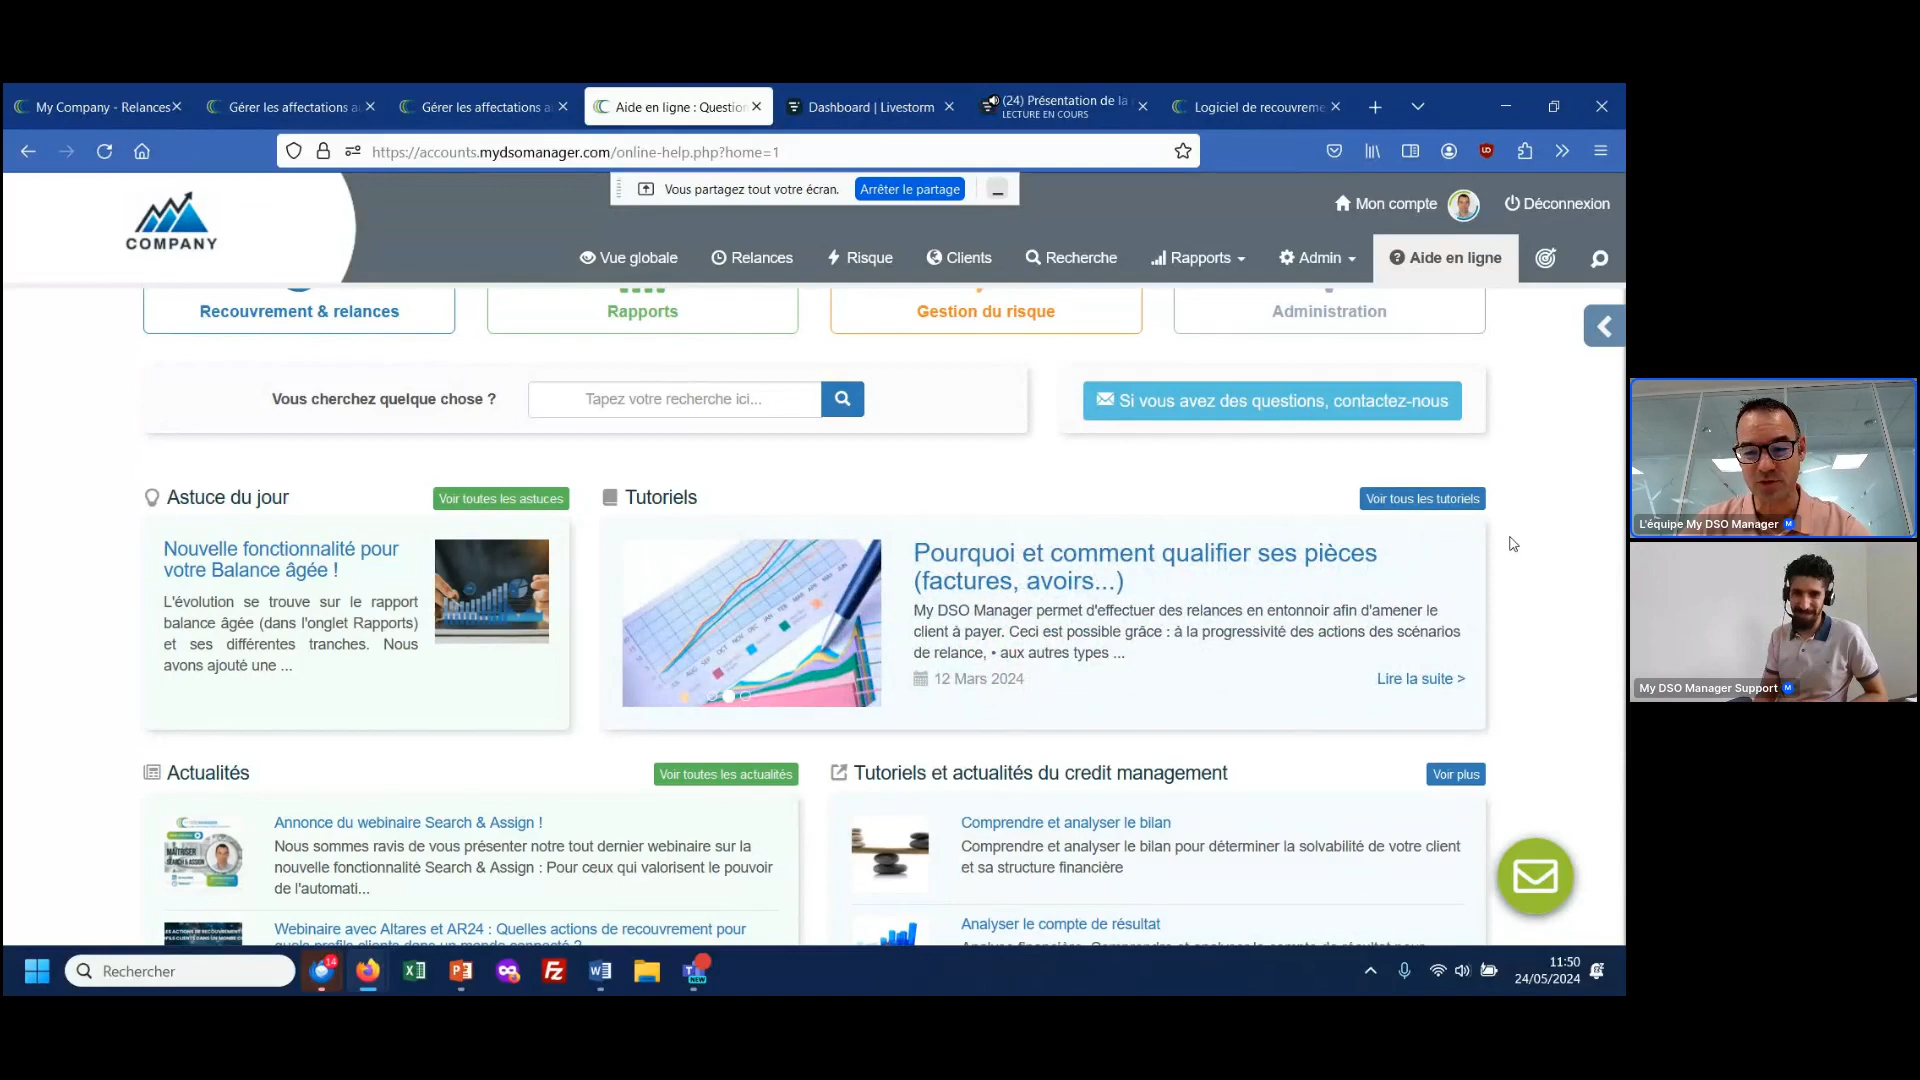 My Company - Relances
Gérer les affectations a
Gérer les affectations a
Aide en ligne : Question
Dashboard | Livestorm
(24) Présentation de la
LECTURE EN COURS
Logiciel de recouvreme
https://accounts.mydsomanager.com/online-help.php?home=1
Vous partagez tout votre écran.
Arrêter le partage
COMPANY
Mon compte
Déconnexion
Vue globale
Relances
Risque
Clients
Recherche
Rapports
Admin
Aide en ligne
Recouvrement & relances
Rapports
Gestion du risque
Administration
Vous cherchez quelque chose ?
Tapez votre recherche ici...
Si vous avez des questions, contactez-nous
Astuce du jour
Voir toutes les astuces
Nouvelle fonctionnalité pour
votre Balance âgée !
L'évolution se trouve sur le rapport
balance âgée (dans l'onglet Rapports)
et ses différentes tranches. Nous
avons ajouté une ...
Tutoriels
Voir tous les tutoriels
Pourquoi et comment qualifier ses pièces
(factures, avoirs...)
My DSO Manager permet d'effectuer des relances en entonnoir afin d'amener le
client à payer. Ceci est possible grâce : à la progressivité des actions des scénarios
de relance, • aux autres types ...
12 Mars 2024
Lire la suite >
Actualités
Voir toutes les actualités
Annonce du webinaire Search & Assign !
Nous sommes ravis de vous présenter notre tout dernier webinaire sur la
nouvelle fonctionnalité Search & Assign : Pour ceux qui valorisent le pouvoir
de l'automati...
Webinaire avec Altares et AR24 : Quelles actions de recouvrement pour
quels profils clients dans un monde connecté ?
Tutoriels et actualités du credit management
Voir plus
Comprendre et analyser le bilan
Comprendre et analyser le bilan pour déterminer la solvabilité de votre client
et sa structure financière
Analyser le compte de résultat
L'équipe My DSO Manager
My DSO Manager Support
Rechercher
14
NEW
11:50
24/05/2024